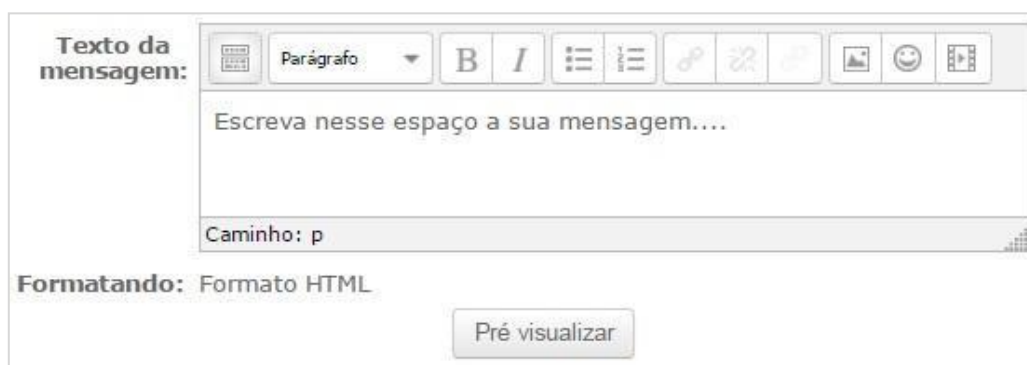 Texto da
mensagem:
Parágrafo
B I
Escreva nesse espaço a sua mensagem....
Caminho: p
Formatando: Formato HTML
Pré visualizar